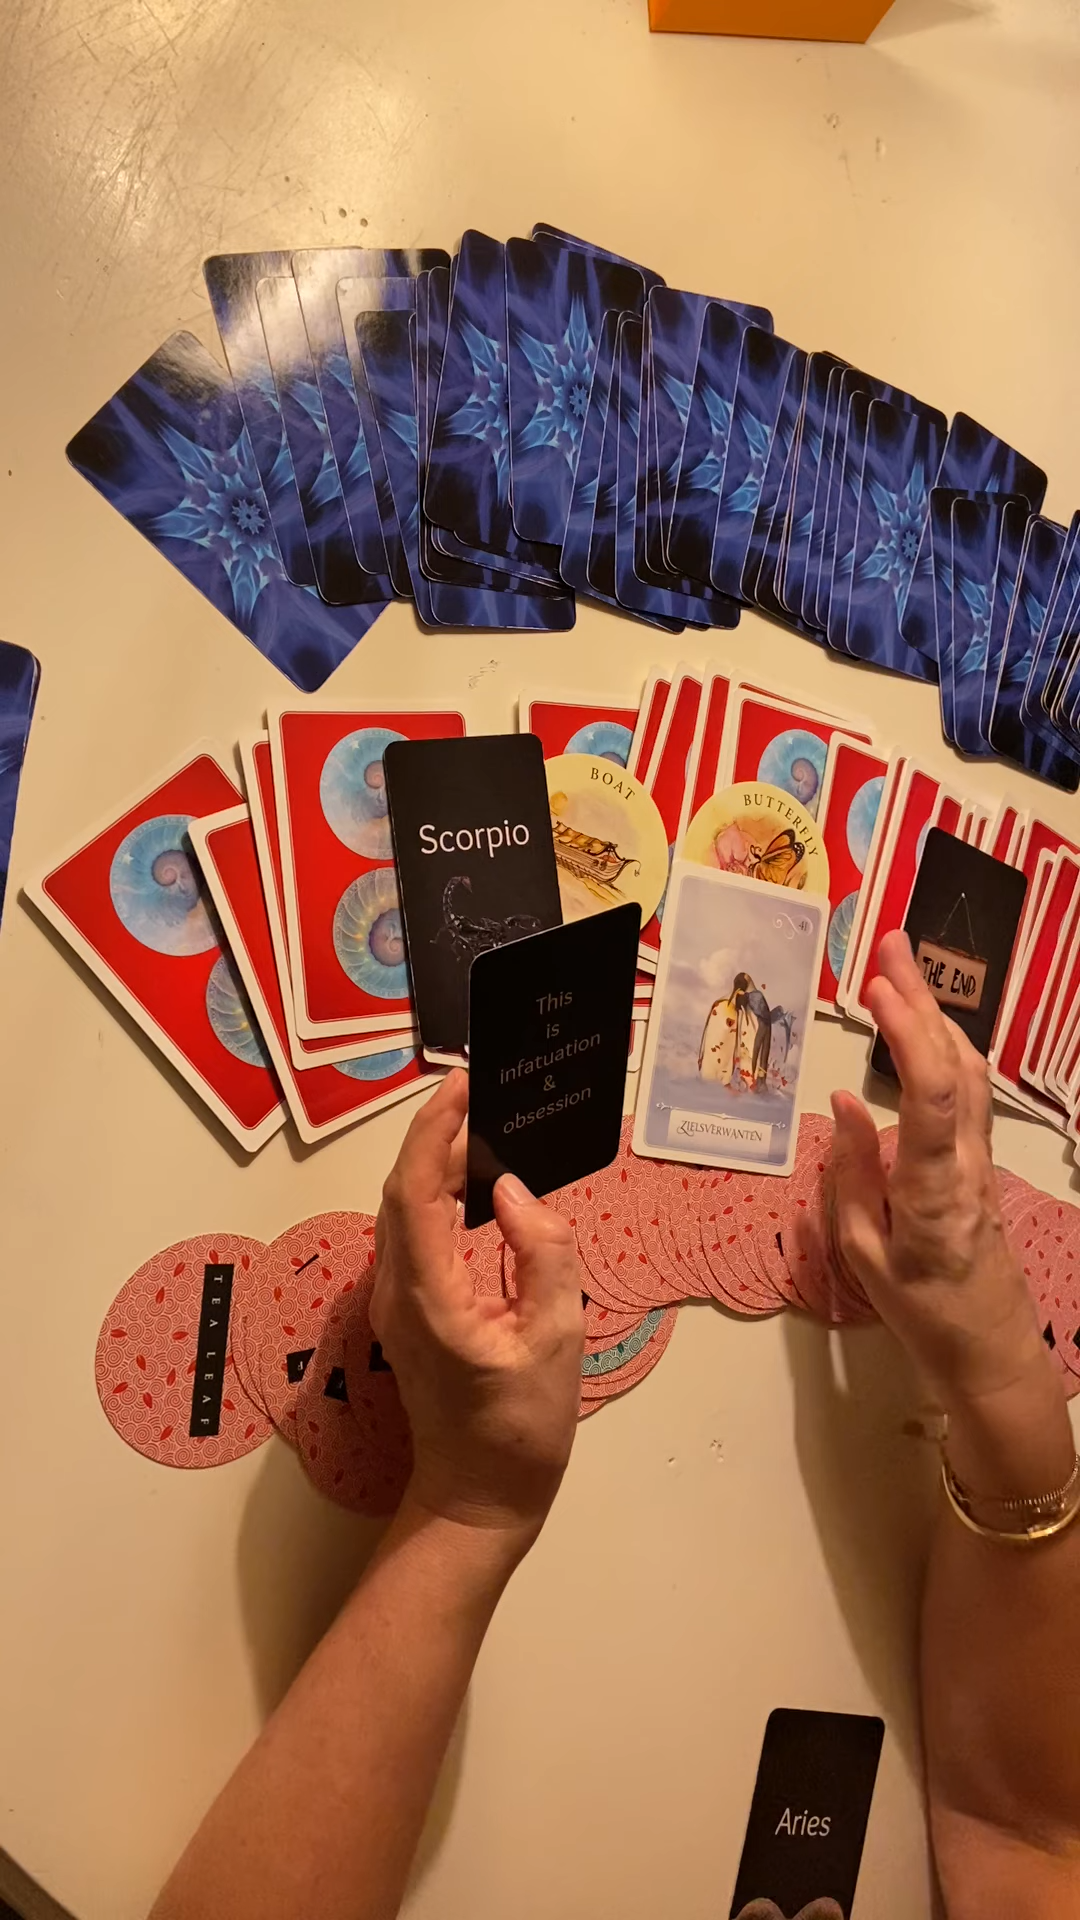 BOAT
BUTTERFLY
Scorpio
41
THE END
This
is
infatuation
&
obsession
ZIELSVERWANTEN
TEA LEAF
Aries